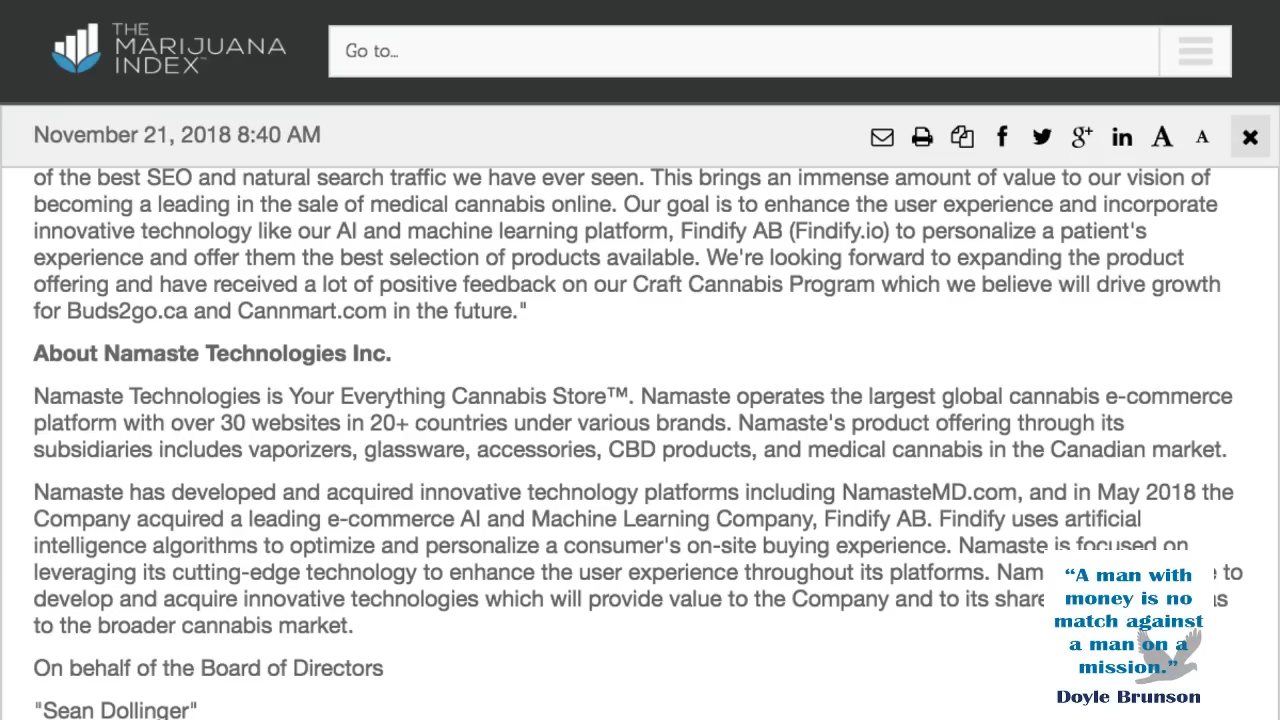 THE
MARIJUANA
INDEX™
Go to...
November 21, 2018 8:40 AM
of the best SEO and natural search traffic we have ever seen. This brings an immense amount of value to our vision of
becoming a leading in the sale of medical cannabis online. Our goal is to enhance the user experience and incorporate
innovative technology like our AI and machine learning platform, Findify AB (Findify.io) to personalize a patient's
experience and offer them the best selection of products available. We're looking forward to expanding the product
offering and have received a lot of positive feedback on our Craft Cannabis Program which we believe will drive growth
for Buds2go.ca and Cannmart.com in the future."
About Namaste Technologies Inc.
Namaste Technologies is Your Everything Cannabis Store™. Namaste operates the largest global cannabis e-commerce
platform with over 30 websites in 20+ countries under various brands. Namaste's product offering through its
subsidiaries includes vaporizers, glassware, accessories, CBD products, and medical cannabis in the Canadian market.
Namaste has developed and acquired innovative technology platforms including NamasteMD.com, and in May 2018 the
Company acquired a leading e-commerce AI and Machine Learning Company, Findify AB. Findify uses artificial
intelligence algorithms to optimize and personalize a consumer's on-site buying experience. Namaste is focused on
leveraging its cutting-edge technology to enhance the user experience throughout its platforms. Nam to
develop and acquire innovative technologies which will provide value to the Company and to its share
to the broader cannabis market.
On behalf of the Board of Directors
"Sean Dollinger"
“A man with
money is no
match against
a man on a
mission.”
Doyle Brunson